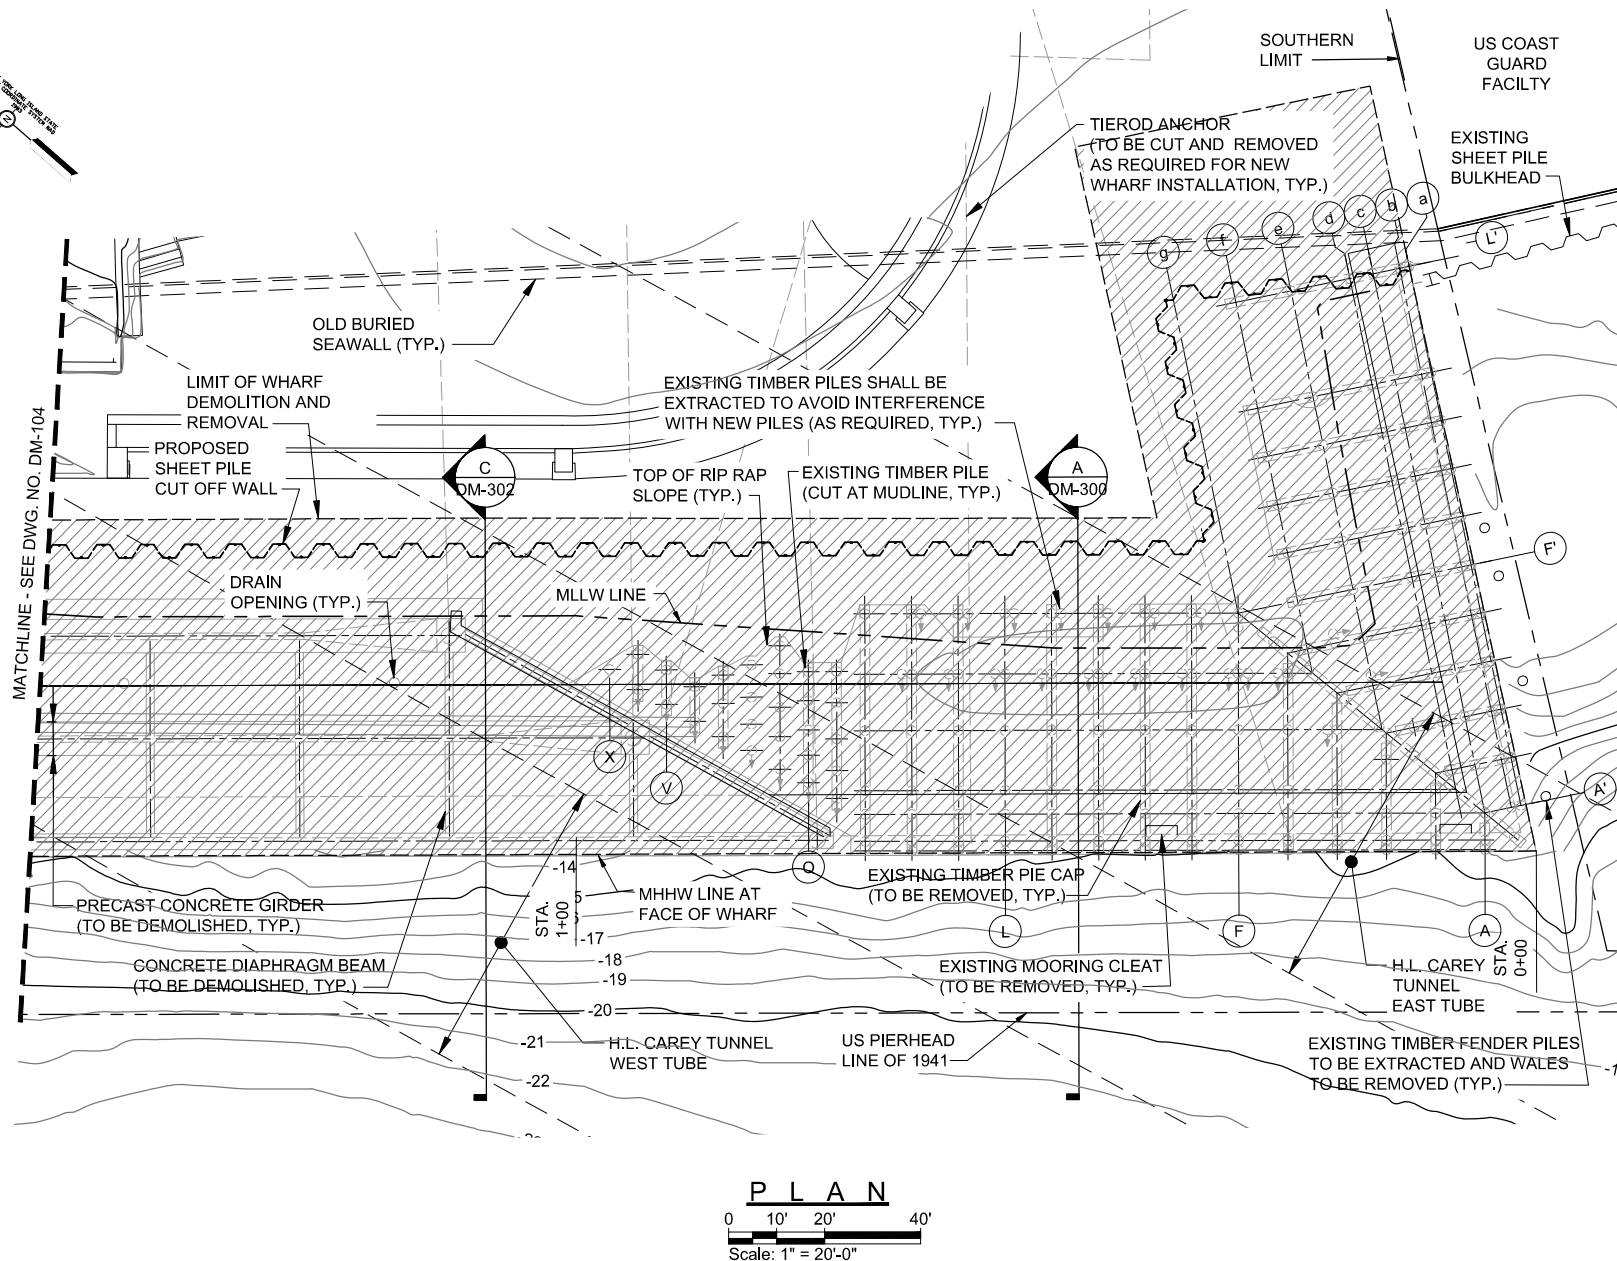 SOUTHERN
LIMIT
US COAST
GUARD
FACILTY
YORK LONG ISLAND STATE
COORDINATE SYSTEM NAD
1983
N
TIEROD ANCHOR
(TO BE CUT AND REMOVED
AS REQUIRED FOR NEW
WHARF INSTALLATION, TYP.)
EXISTING
SHEET PILE
BULKHEAD
g
f
e
d
c
b
a
L'
OLD BURIED
SEAWALL (TYP.)
LIMIT OF WHARF
DEMOLITION AND
REMOVAL
EXISTING TIMBER PILES SHALL BE
EXTRACTED TO AVOID INTERFERENCE
WITH NEW PILES (AS REQUIRED, TYP.)
PROPOSED
SHEET PILE
CUT OFF WALL
C
DM-302
TOP OF RIP RAP
SLOPE (TYP.)
EXISTING TIMBER PILE
(CUT AT MUDLINE, TYP.)
A
DM-300
MATCHLINE - SEE DWG. NO. DM-104
DRAIN
OPENING (TYP.)
MLLW LINE
F'
X
V
A'
Q
-14
EXISTING TIMBER PIE CAP
(TO BE REMOVED, TYP.)
PRECAST CONCRETE GIRDER
(TO BE DEMOLISHED, TYP.)
STA.
1+00
MHHW LINE AT
FACE OF WHARF
L
F
A
STA.
0+00
-17
-18
-19
-20
-21
-22
CONCRETE DIAPHRAGM BEAM
(TO BE DEMOLISHED, TYP.)
EXISTING MOORING CLEAT
(TO BE REMOVED, TYP.)
H.L. CAREY
TUNNEL
EAST TUBE
H.L. CAREY TUNNEL
WEST TUBE
US PIERHEAD
LINE OF 1941
EXISTING TIMBER FENDER PILES
TO BE EXTRACTED AND WALES
TO BE REMOVED (TYP.)
PLAN
0 10' 20' 40'
Scale: 1" = 20'-0"